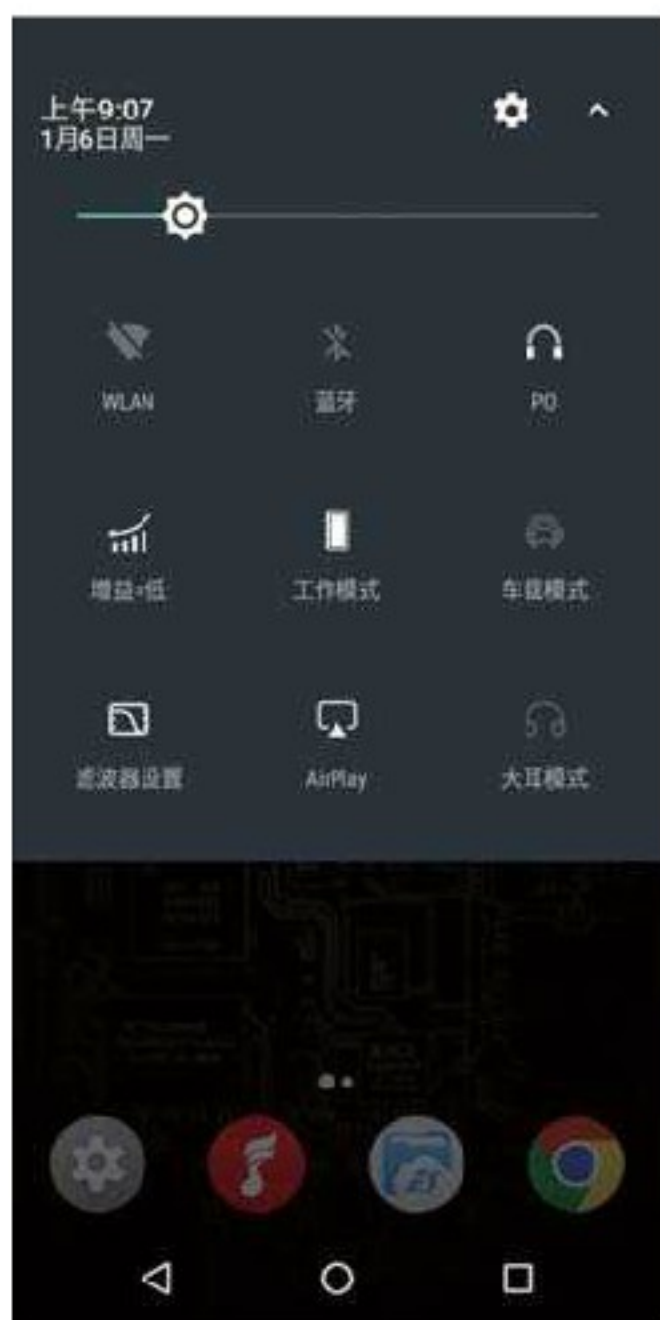 上午9:07
1月6日周一
WLAN
蓝牙
PO
增益=低
工作模式
车载模式
滤波器设置
AirPlay
大耳模式
ES